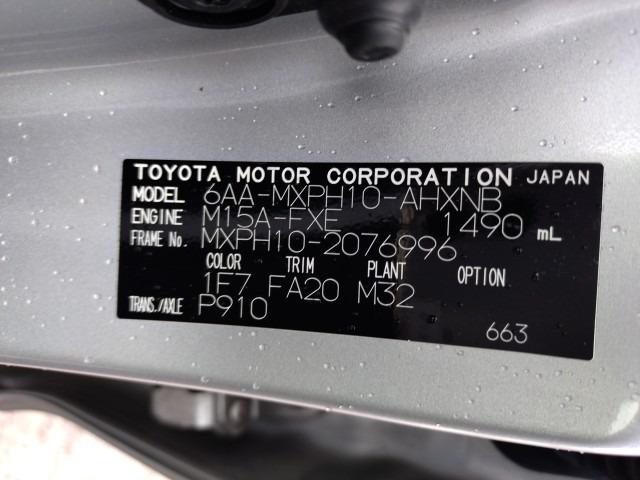 TOYOTA MOTOR CORPORATION JAPAN
MODEL 6AA-MXPH10-AHXNB
ENGINE M15A-FXE 1490 mL
FRAME No. MXPH10-2076996
COLOR TRIM PLANT OPTION
1F7 FA20 M32
TRANS./AXLE P910
663